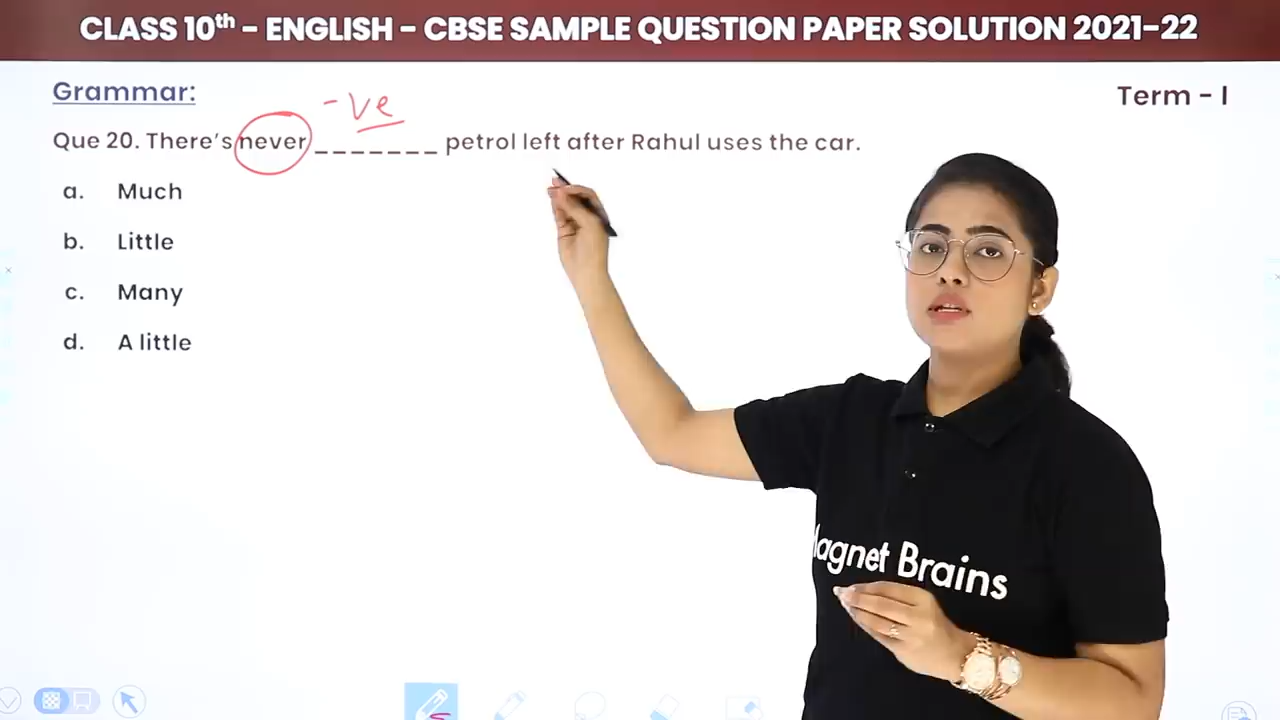 CLASS 10th - ENGLISH - CBSE SAMPLE QUESTION PAPER SOLUTION 2021-22
Grammar:
Term - I
-ve
Que 20. There's never _______ petrol left after Rahul uses the car.
a. Much
b. Little
c. Many
d. A little
Magnet Brains